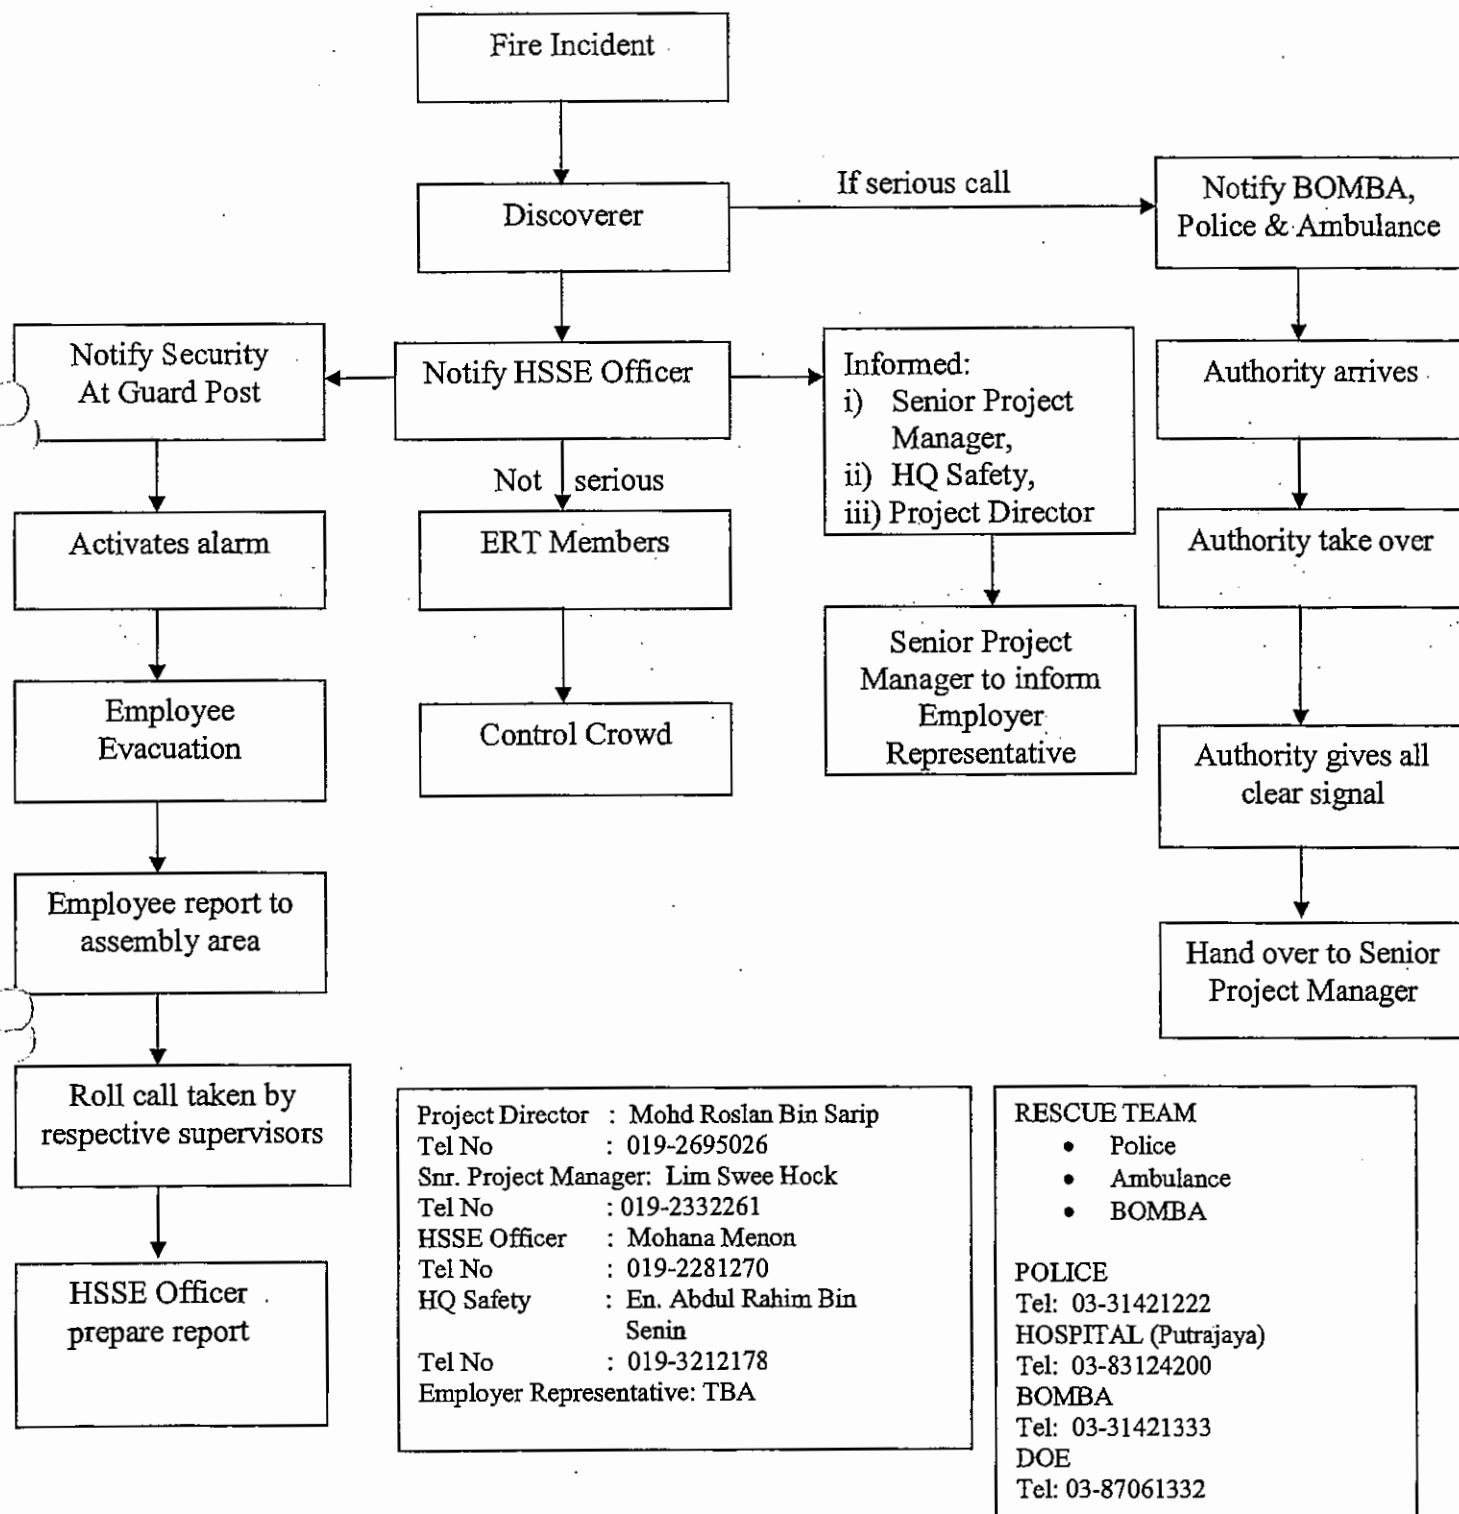 Fire Incident
Discoverer
If serious call
Notify BOMBA,
Police & Ambulance
Notify Security
At Guard Post
Notify HSSE Officer
Informed:
i) Senior Project
Manager,
ii) HQ Safety,
iii) Project Director
Authority arrives
Not serious
Activates alarm
ERT Members
Authority take over
Employee
Evacuation
Control Crowd
Senior Project
Manager to inform
Employer
Representative
Authority gives all
clear signal
Employee report to
assembly area
Hand over to Senior
Project Manager
Roll call taken by
respective supervisors
HSSE Officer
prepare report
Project Director : Mohd Roslan Bin Sarip
Tel No : 019-2695026
Snr. Project Manager: Lim Swee Hock
Tel No : 019-2332261
HSSE Officer : Mohana Menon
Tel No : 019-2281270
HQ Safety : En. Abdul Rahim Bin
Senin
Tel No : 019-3212178
Employer Representative: TBA
RESCUE TEAM
• Police
• Ambulance
• BOMBA
POLICE
Tel: 03-31421222
HOSPITAL (Putrajaya)
Tel: 03-83124200
BOMBA
Tel: 03-31421333
DOE
Tel: 03-87061332